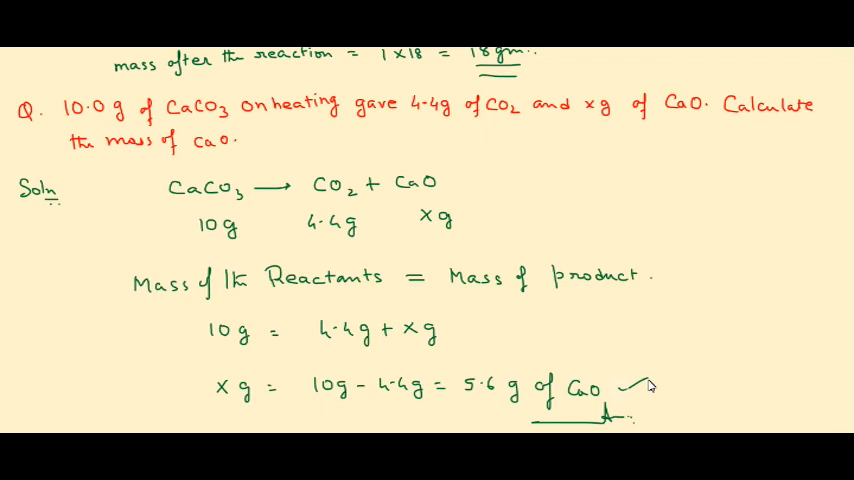 mass after the reaction = 1 × 18 = 18gm.
Q. 10.0 g of CaCO₃ on heating gave 4.4g of CO₂ and xg of CaO. Calculate
the mass of CaO.
Soln
CaCO₃ ⟶ CO₂ + CaO
10g 4.4g xg
Mass of the Reactants = Mass of product.
10g = 4.4g + xg
x g = 10g - 4.4g = 5.6 g of CaO ✓
A